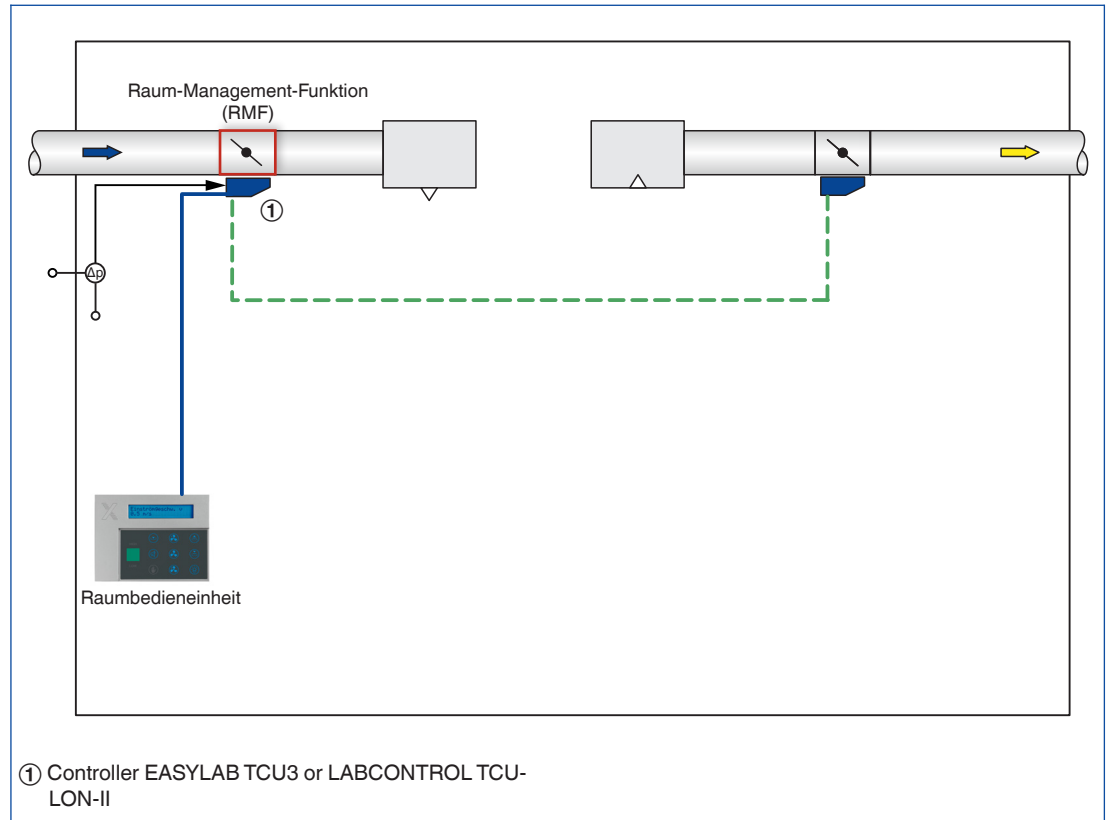 Raum-Management-Funktion
(RMF)
①
Δp
Raumbedieneinheit
① Controller EASYLAB TCU3 or LABCONTROL TCU-
LON-II